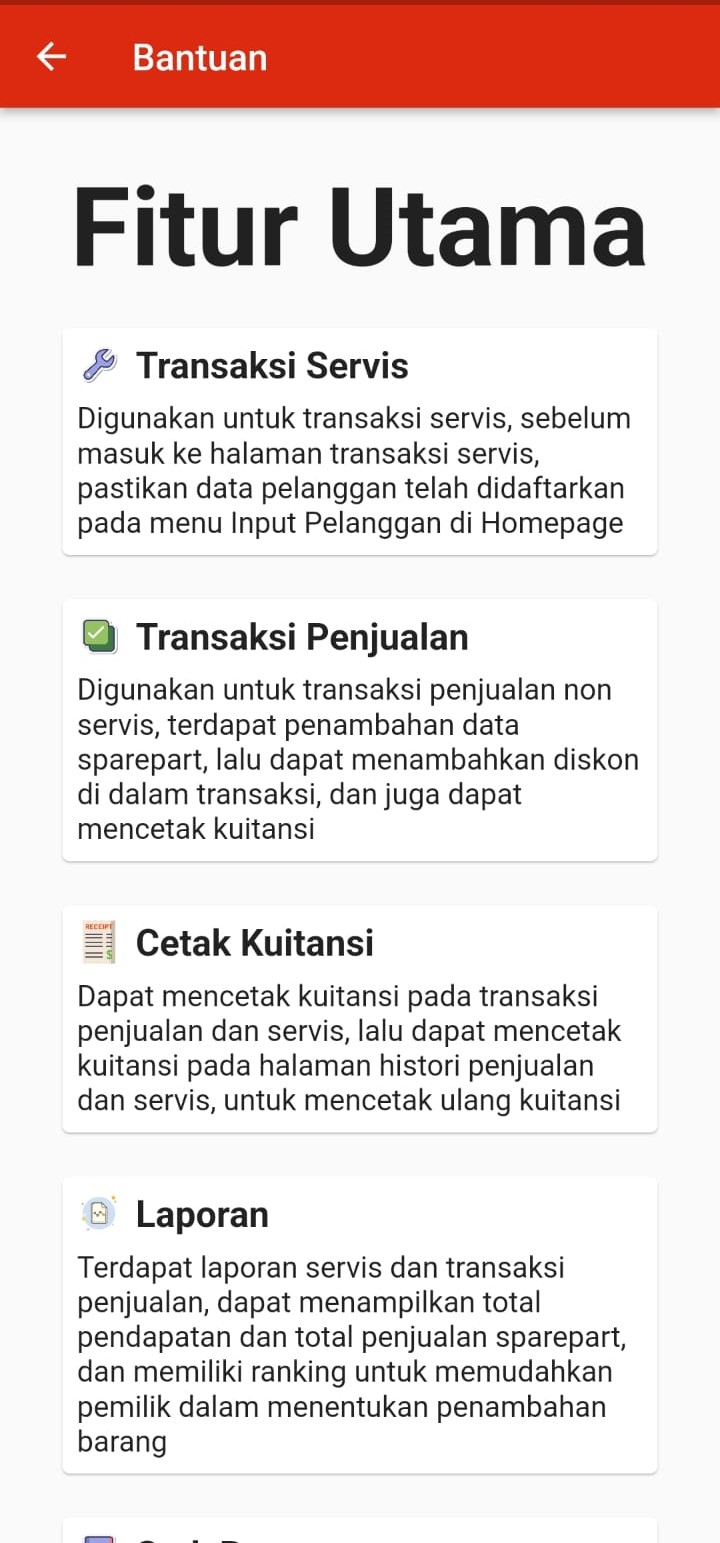 Bantuan
Fitur Utama
Transaksi Servis
Digunakan untuk transaksi servis, sebelum
masuk ke halaman transaksi servis,
pastikan data pelanggan telah didaftarkan
pada menu Input Pelanggan di Homepage
Transaksi Penjualan
Digunakan untuk transaksi penjualan non
servis, terdapat penambahan data
sparepart, lalu dapat menambahkan diskon
di dalam transaksi, dan juga dapat
mencetak kuitansi
RECEIPT
Cetak Kuitansi
Dapat mencetak kuitansi pada transaksi
penjualan dan servis, lalu dapat mencetak
kuitansi pada halaman histori penjualan
dan servis, untuk mencetak ulang kuitansi
Laporan
Terdapat laporan servis dan transaksi
penjualan, dapat menampilkan total
pendapatan dan total penjualan sparepart,
dan memiliki ranking untuk memudahkan
pemilik dalam menentukan penambahan
barang